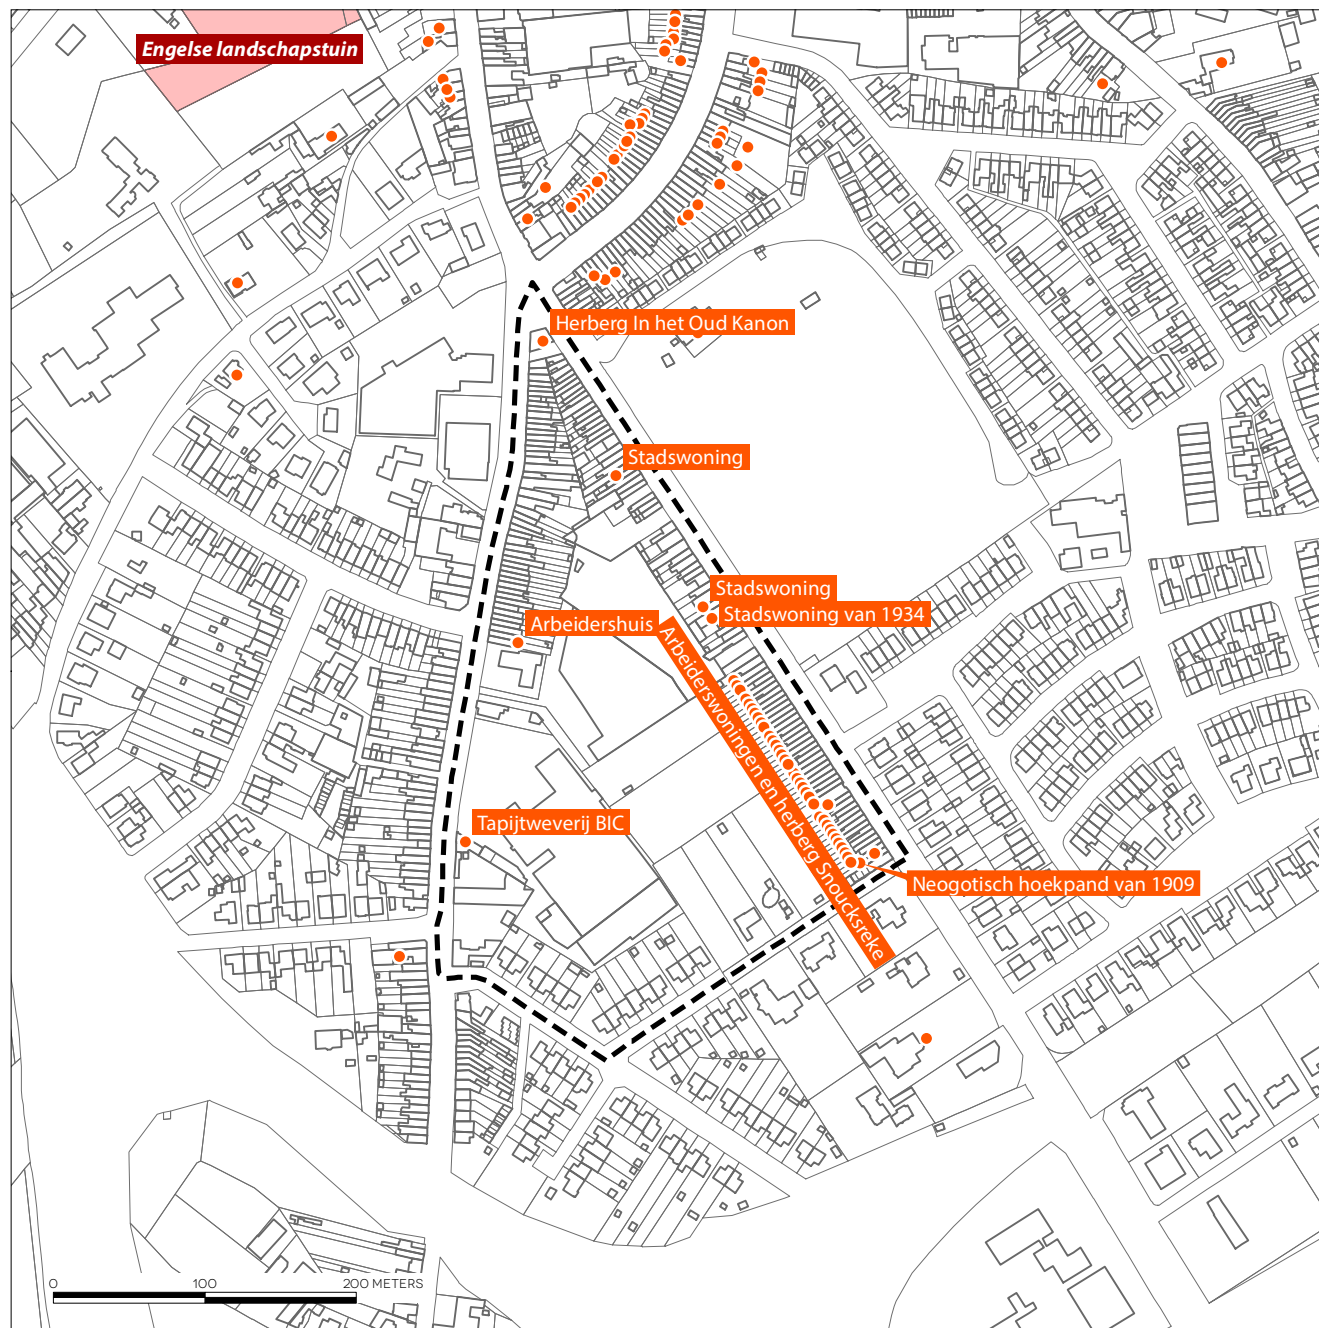 Engelse landschapstuin
Herberg In het Oud Kanon
Stadswoning
Stadswoning
Stadswoning van 1934
Arbeidershuis
Arbeiderswoningen en herberg Snoucksreke
Tapijtweverij BIC
Neogotisch hoekpand van 1909
0 100 200 METERS